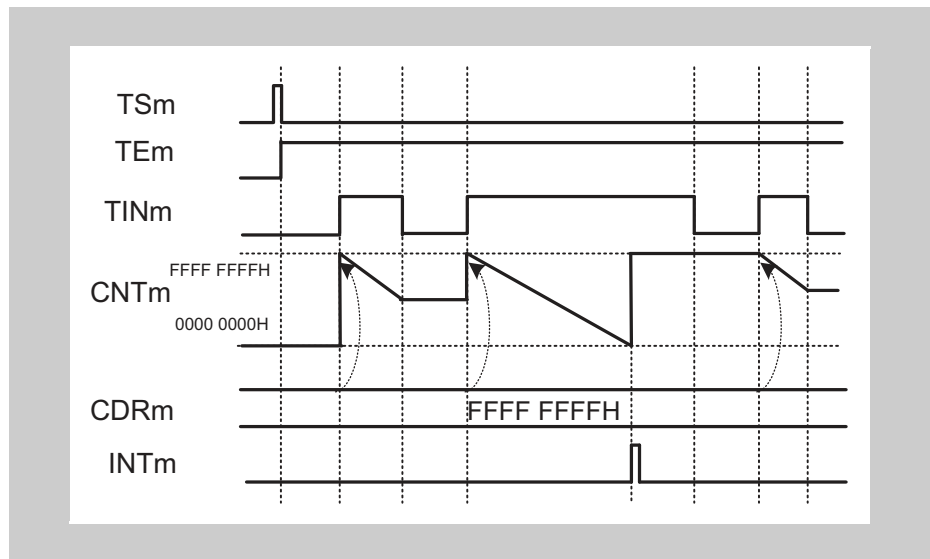 TSm
TEm
TINm
FFFF FFFFH
CNTm
0000 0000H
CDRm
FFFF FFFFH
INTm